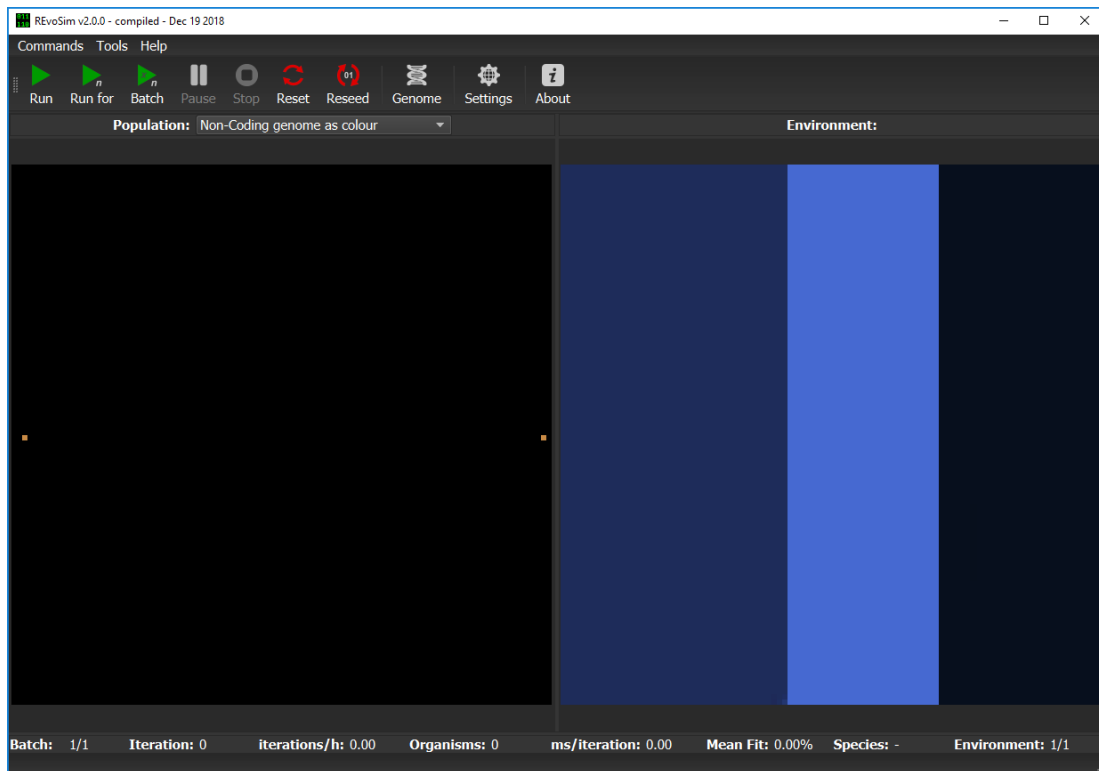 REvoSim v2.0.0 - compiled - Dec 19 2018
Commands Tools Help
n n 01 i
Run Run for Batch Pause Stop Reset Reseed Genome Settings About
Population: Non-Coding genome as colour Environment:
Batch: 1/1 Iteration: 0 iterations/h: 0.00 Organisms: 0 ms/iteration: 0.00 Mean Fit: 0.00% Species: - Environment: 1/1